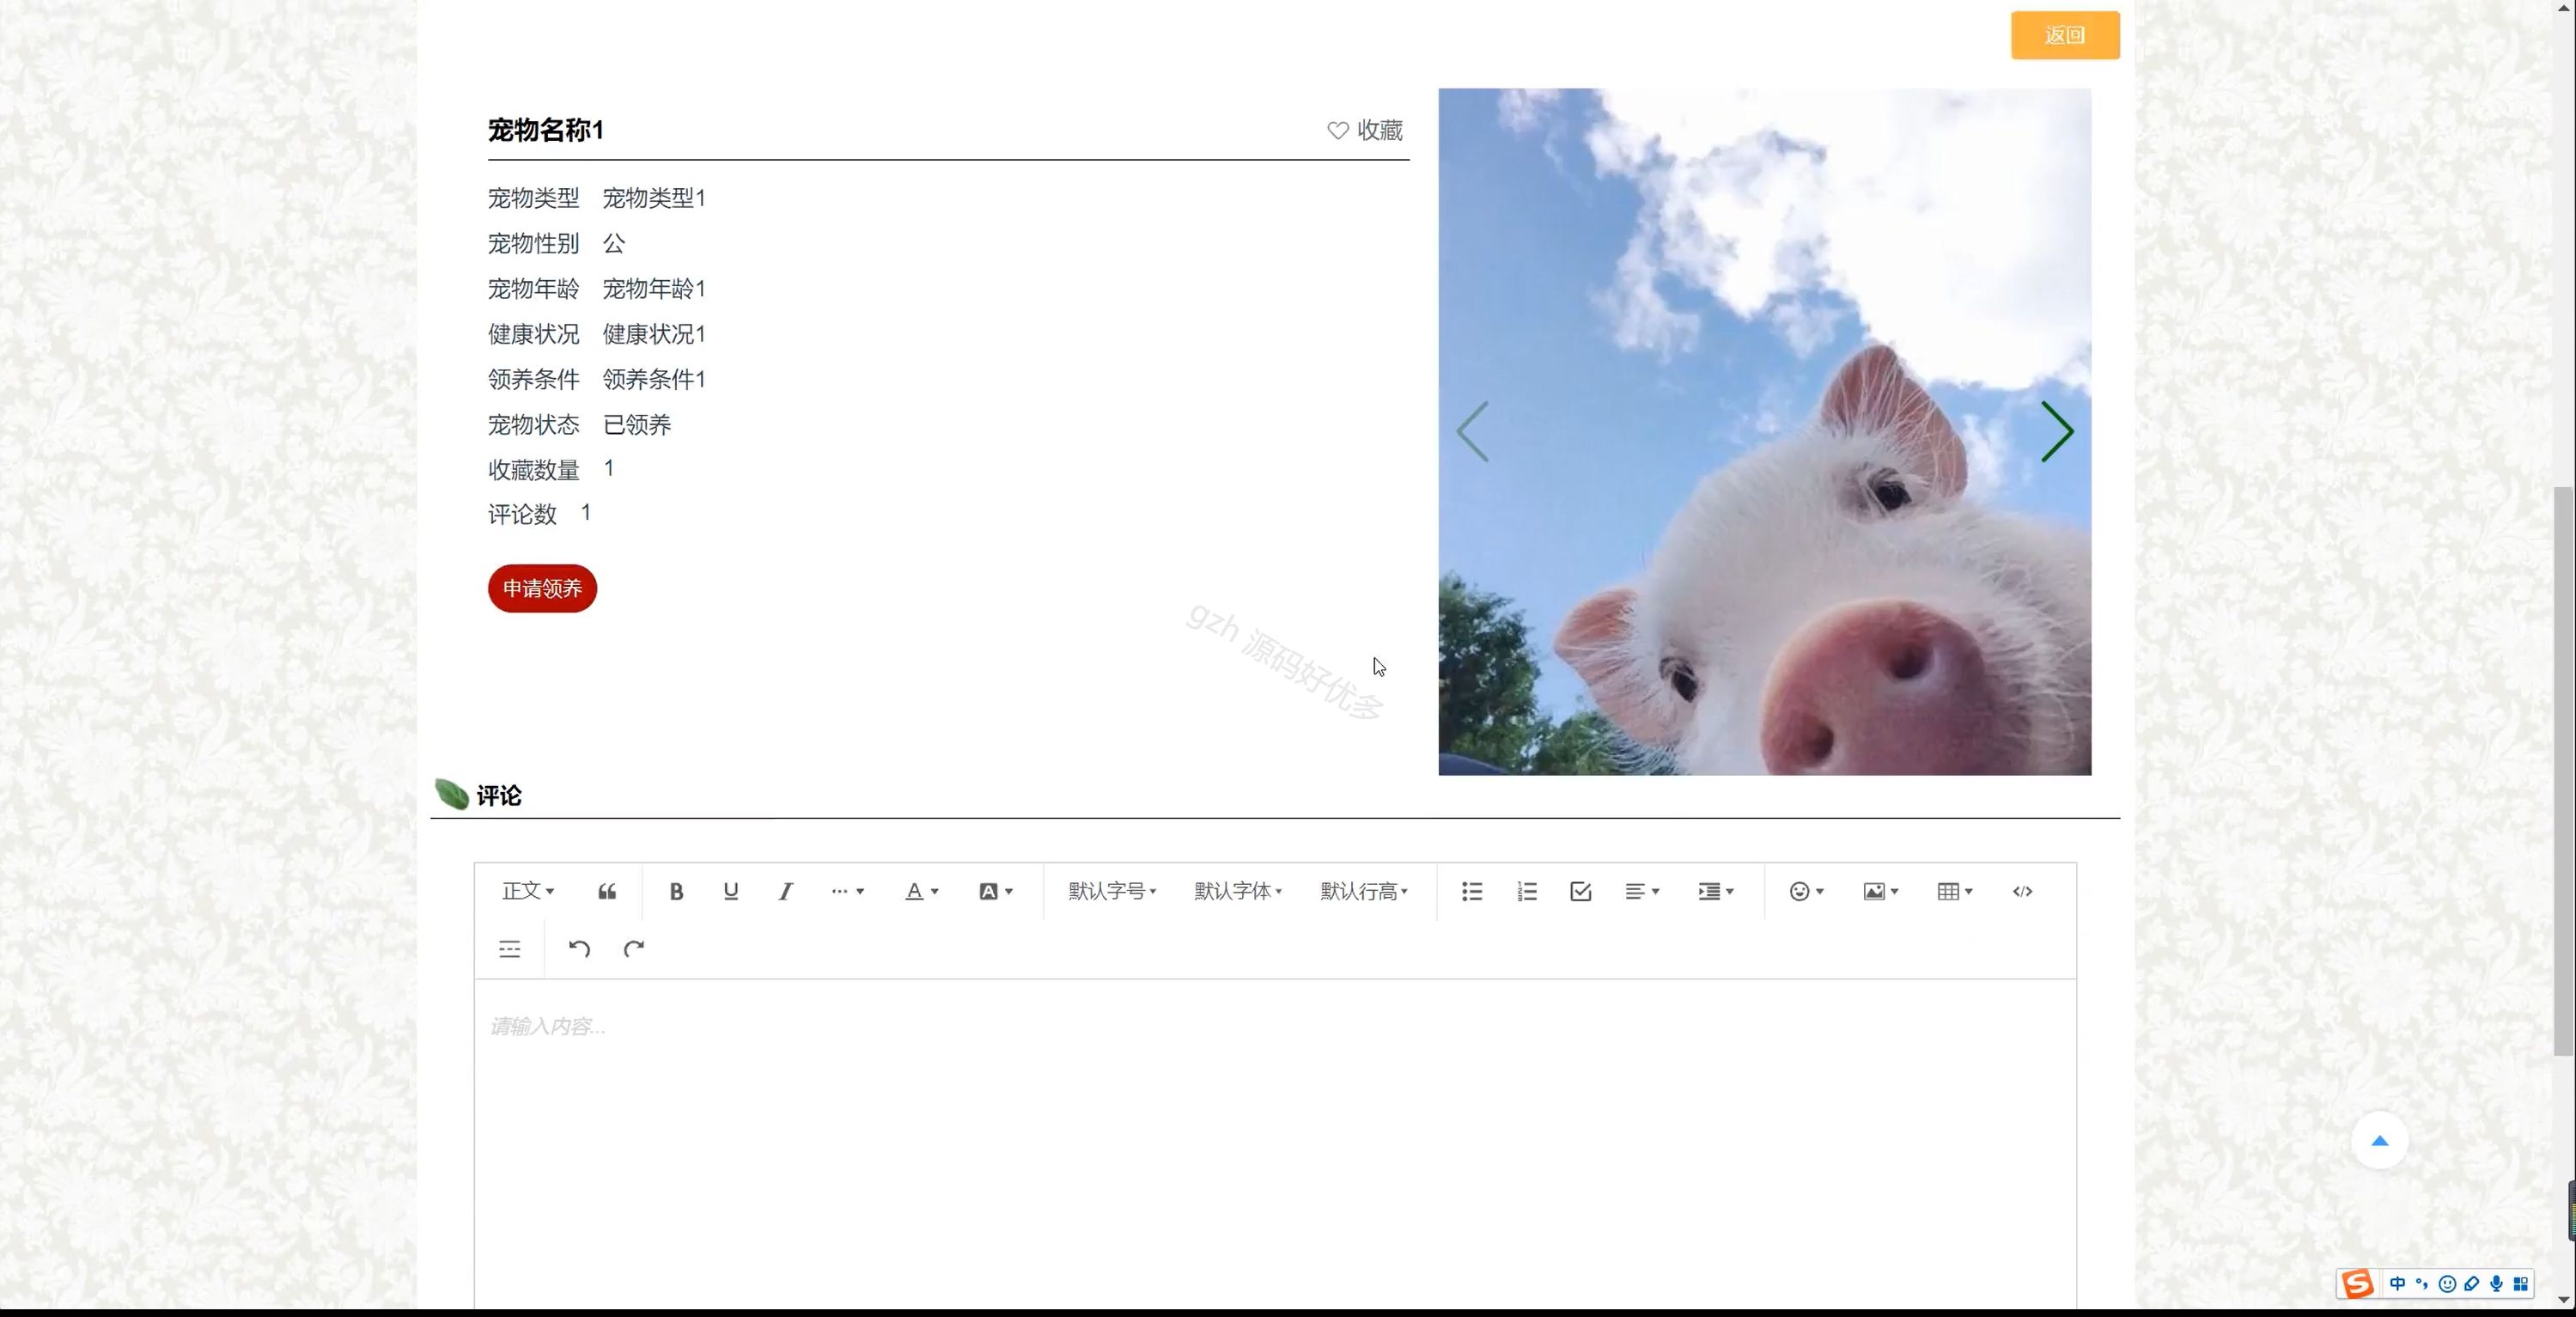 返回
宠物名称1
收藏
宠物类型 宠物类型1
宠物性别 公
宠物年龄 宠物年龄1
健康状况 健康状况1
领养条件 领养条件1
宠物状态 已领养
收藏数量 1
评论数 1
申请领养
gzh 源码好优多
评论
正文 B U I ... A A 默认字号 默认字体 默认行高
请输入内容...
S 中